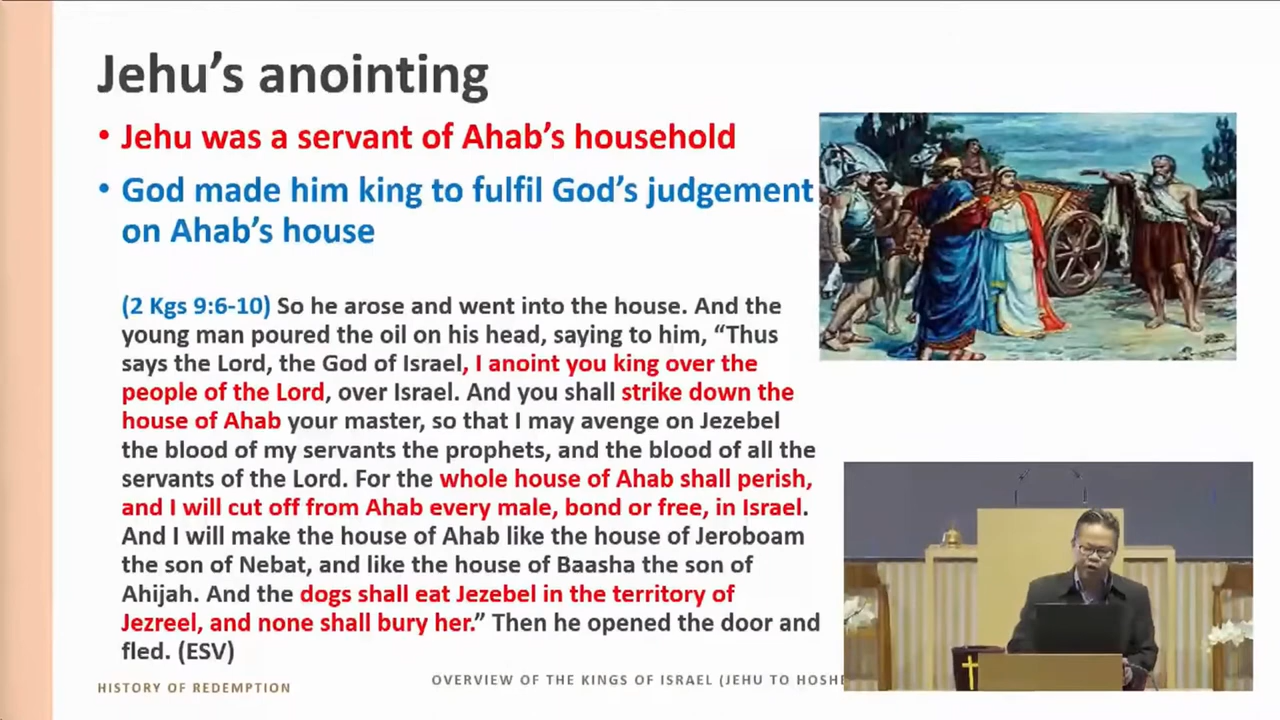 Jehu’s anointing
• Jehu was a servant of Ahab’s household
• God made him king to fulfil God’s judgement
on Ahab’s house
(2 Kgs 9:6-10) So he arose and went into the house. And the
young man poured the oil on his head, saying to him, “Thus
says the Lord, the God of Israel, I anoint you king over the
people of the Lord, over Israel. And you shall strike down the
house of Ahab your master, so that I may avenge on Jezebel
the blood of my servants the prophets, and the blood of all the
servants of the Lord. For the whole house of Ahab shall perish,
and I will cut off from Ahab every male, bond or free, in Israel.
And I will make the house of Ahab like the house of Jeroboam
the son of Nebat, and like the house of Baasha the son of
Ahijah. And the dogs shall eat Jezebel in the territory of
Jezreel, and none shall bury her.” Then he opened the door and
fled. (ESV)
HISTORY OF REDEMPTION
OVERVIEW OF THE KINGS OF ISRAEL (JEHU TO HOSHE